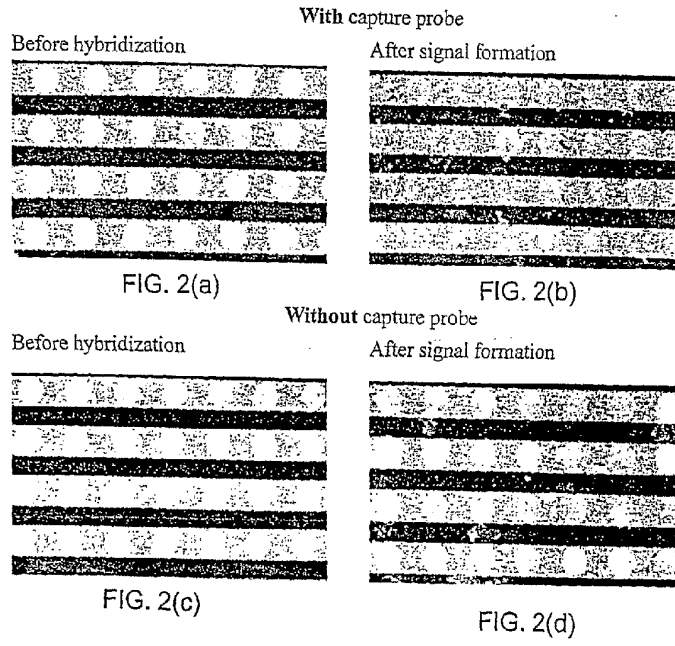 With capture probe
Before hybridization
After signal formation
FIG. 2(a)
FIG. 2(b)
Without capture probe
Before hybridization
After signal formation
FIG. 2(c)
FIG. 2(d)